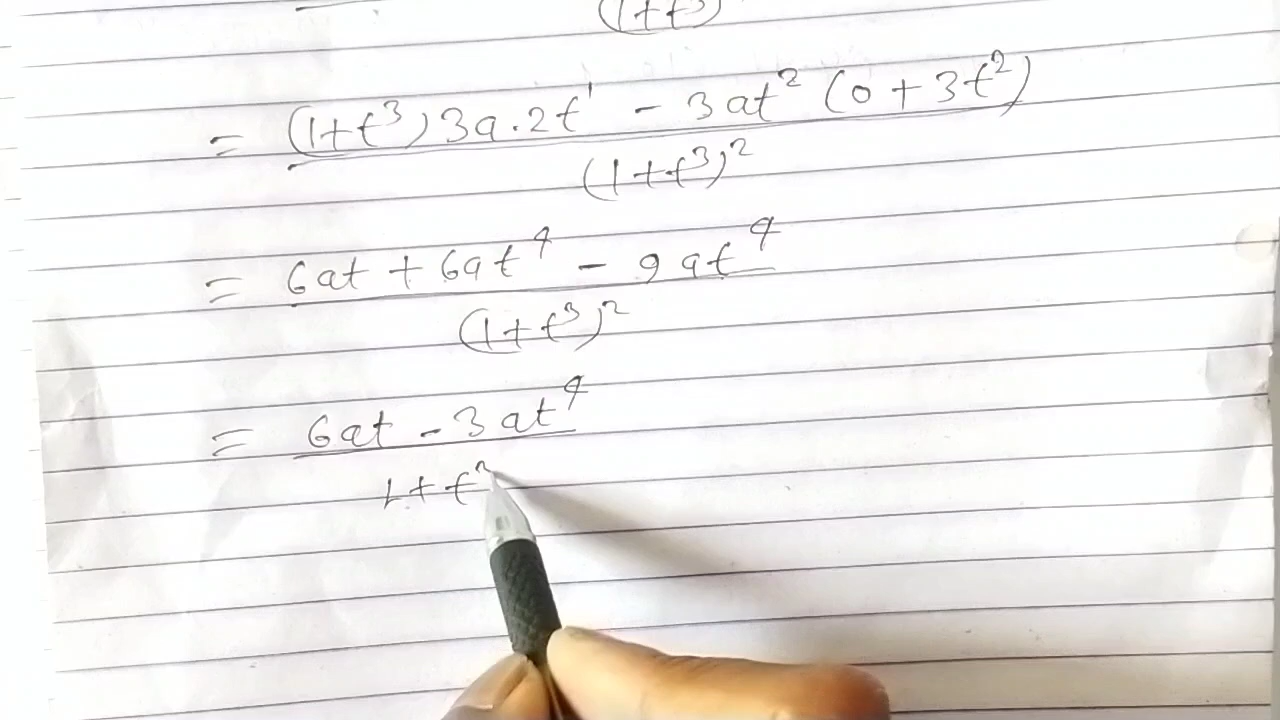 (1+t³)
= (1+t³)3a.2t¹ - 3at² (0+3t²)
(1+t³)²
= 6at + 6at⁴ - 9at⁴
(1+t³)²
= 6at - 3at⁴
1+t